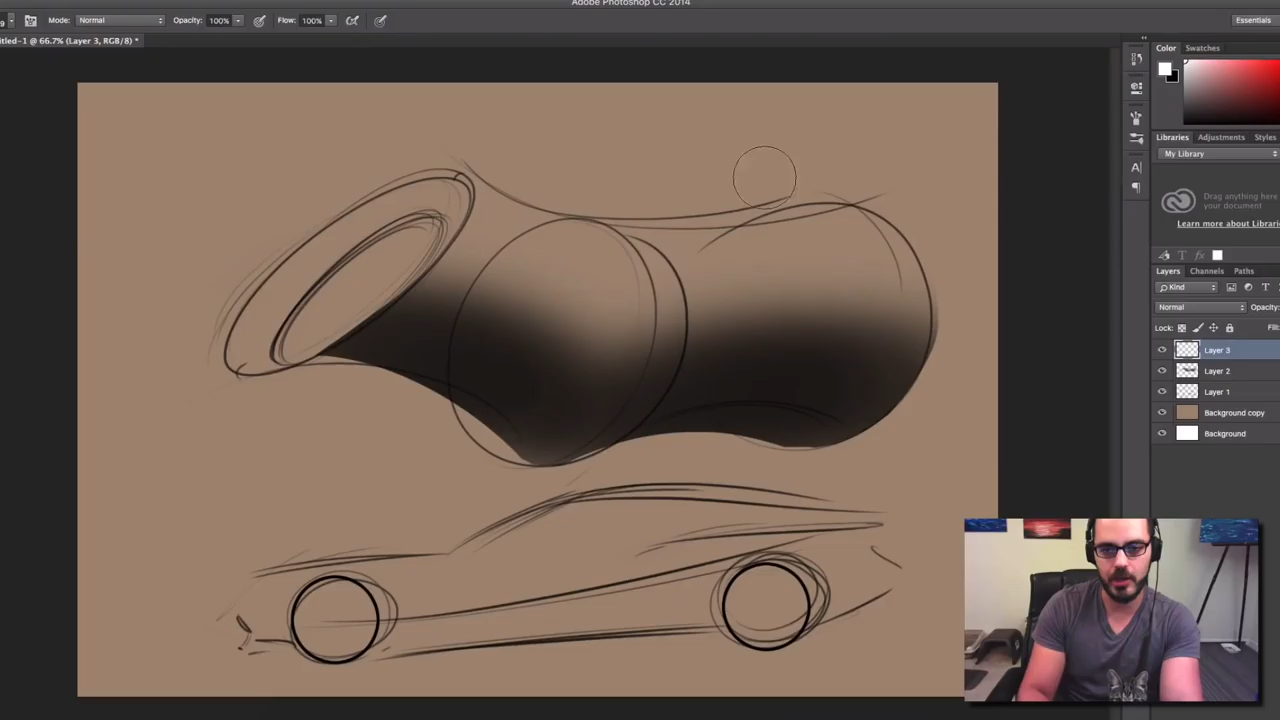 Adobe Photoshop CC 2014
Mode: Normal Opacity: 100% Flow: 100% Essentials
ntitled-1 @ 66.7% (Layer 3, RGB/8) *
Color Swatches
Libraries Adjustments Styles
My Library
Drag anything here
your document
Learn more about Librari
Layers Channels Paths
Kind
Normal Opacity:
Lock: Fill:
Layer 3
Layer 2
Layer 1
Background copy
Background